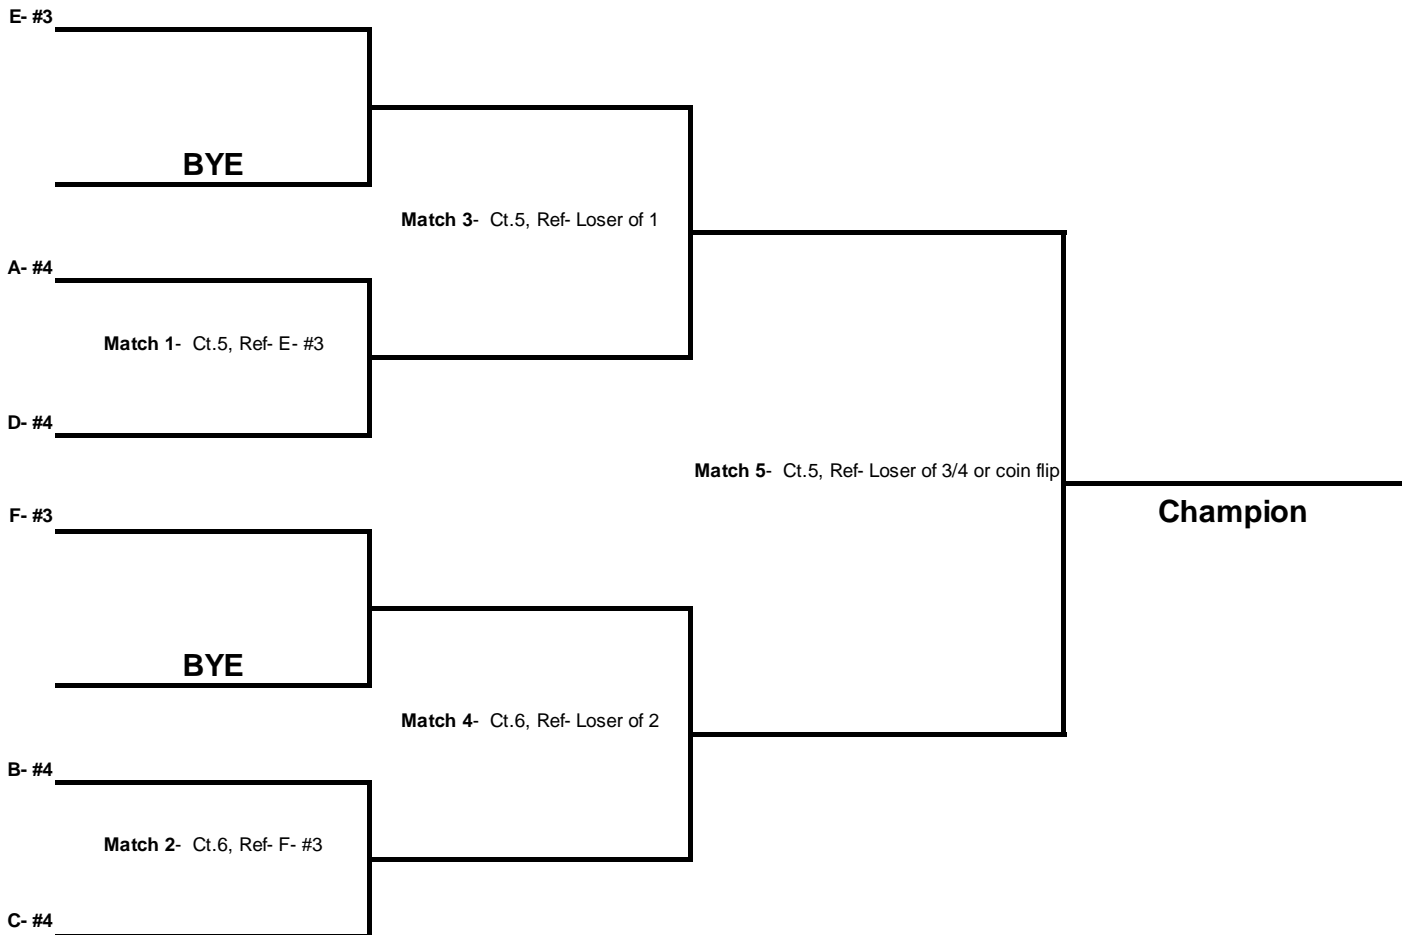 E- #3
BYE
Match 3- Ct.5, Ref- Loser of 1
A- #4
Match 1- Ct.5, Ref- E- #3
D- #4
Match 5- Ct.5, Ref- Loser of 3/4 or coin flip
Champion
F- #3
BYE
Match 4- Ct.6, Ref- Loser of 2
B- #4
Match 2- Ct.6, Ref- F- #3
C- #4